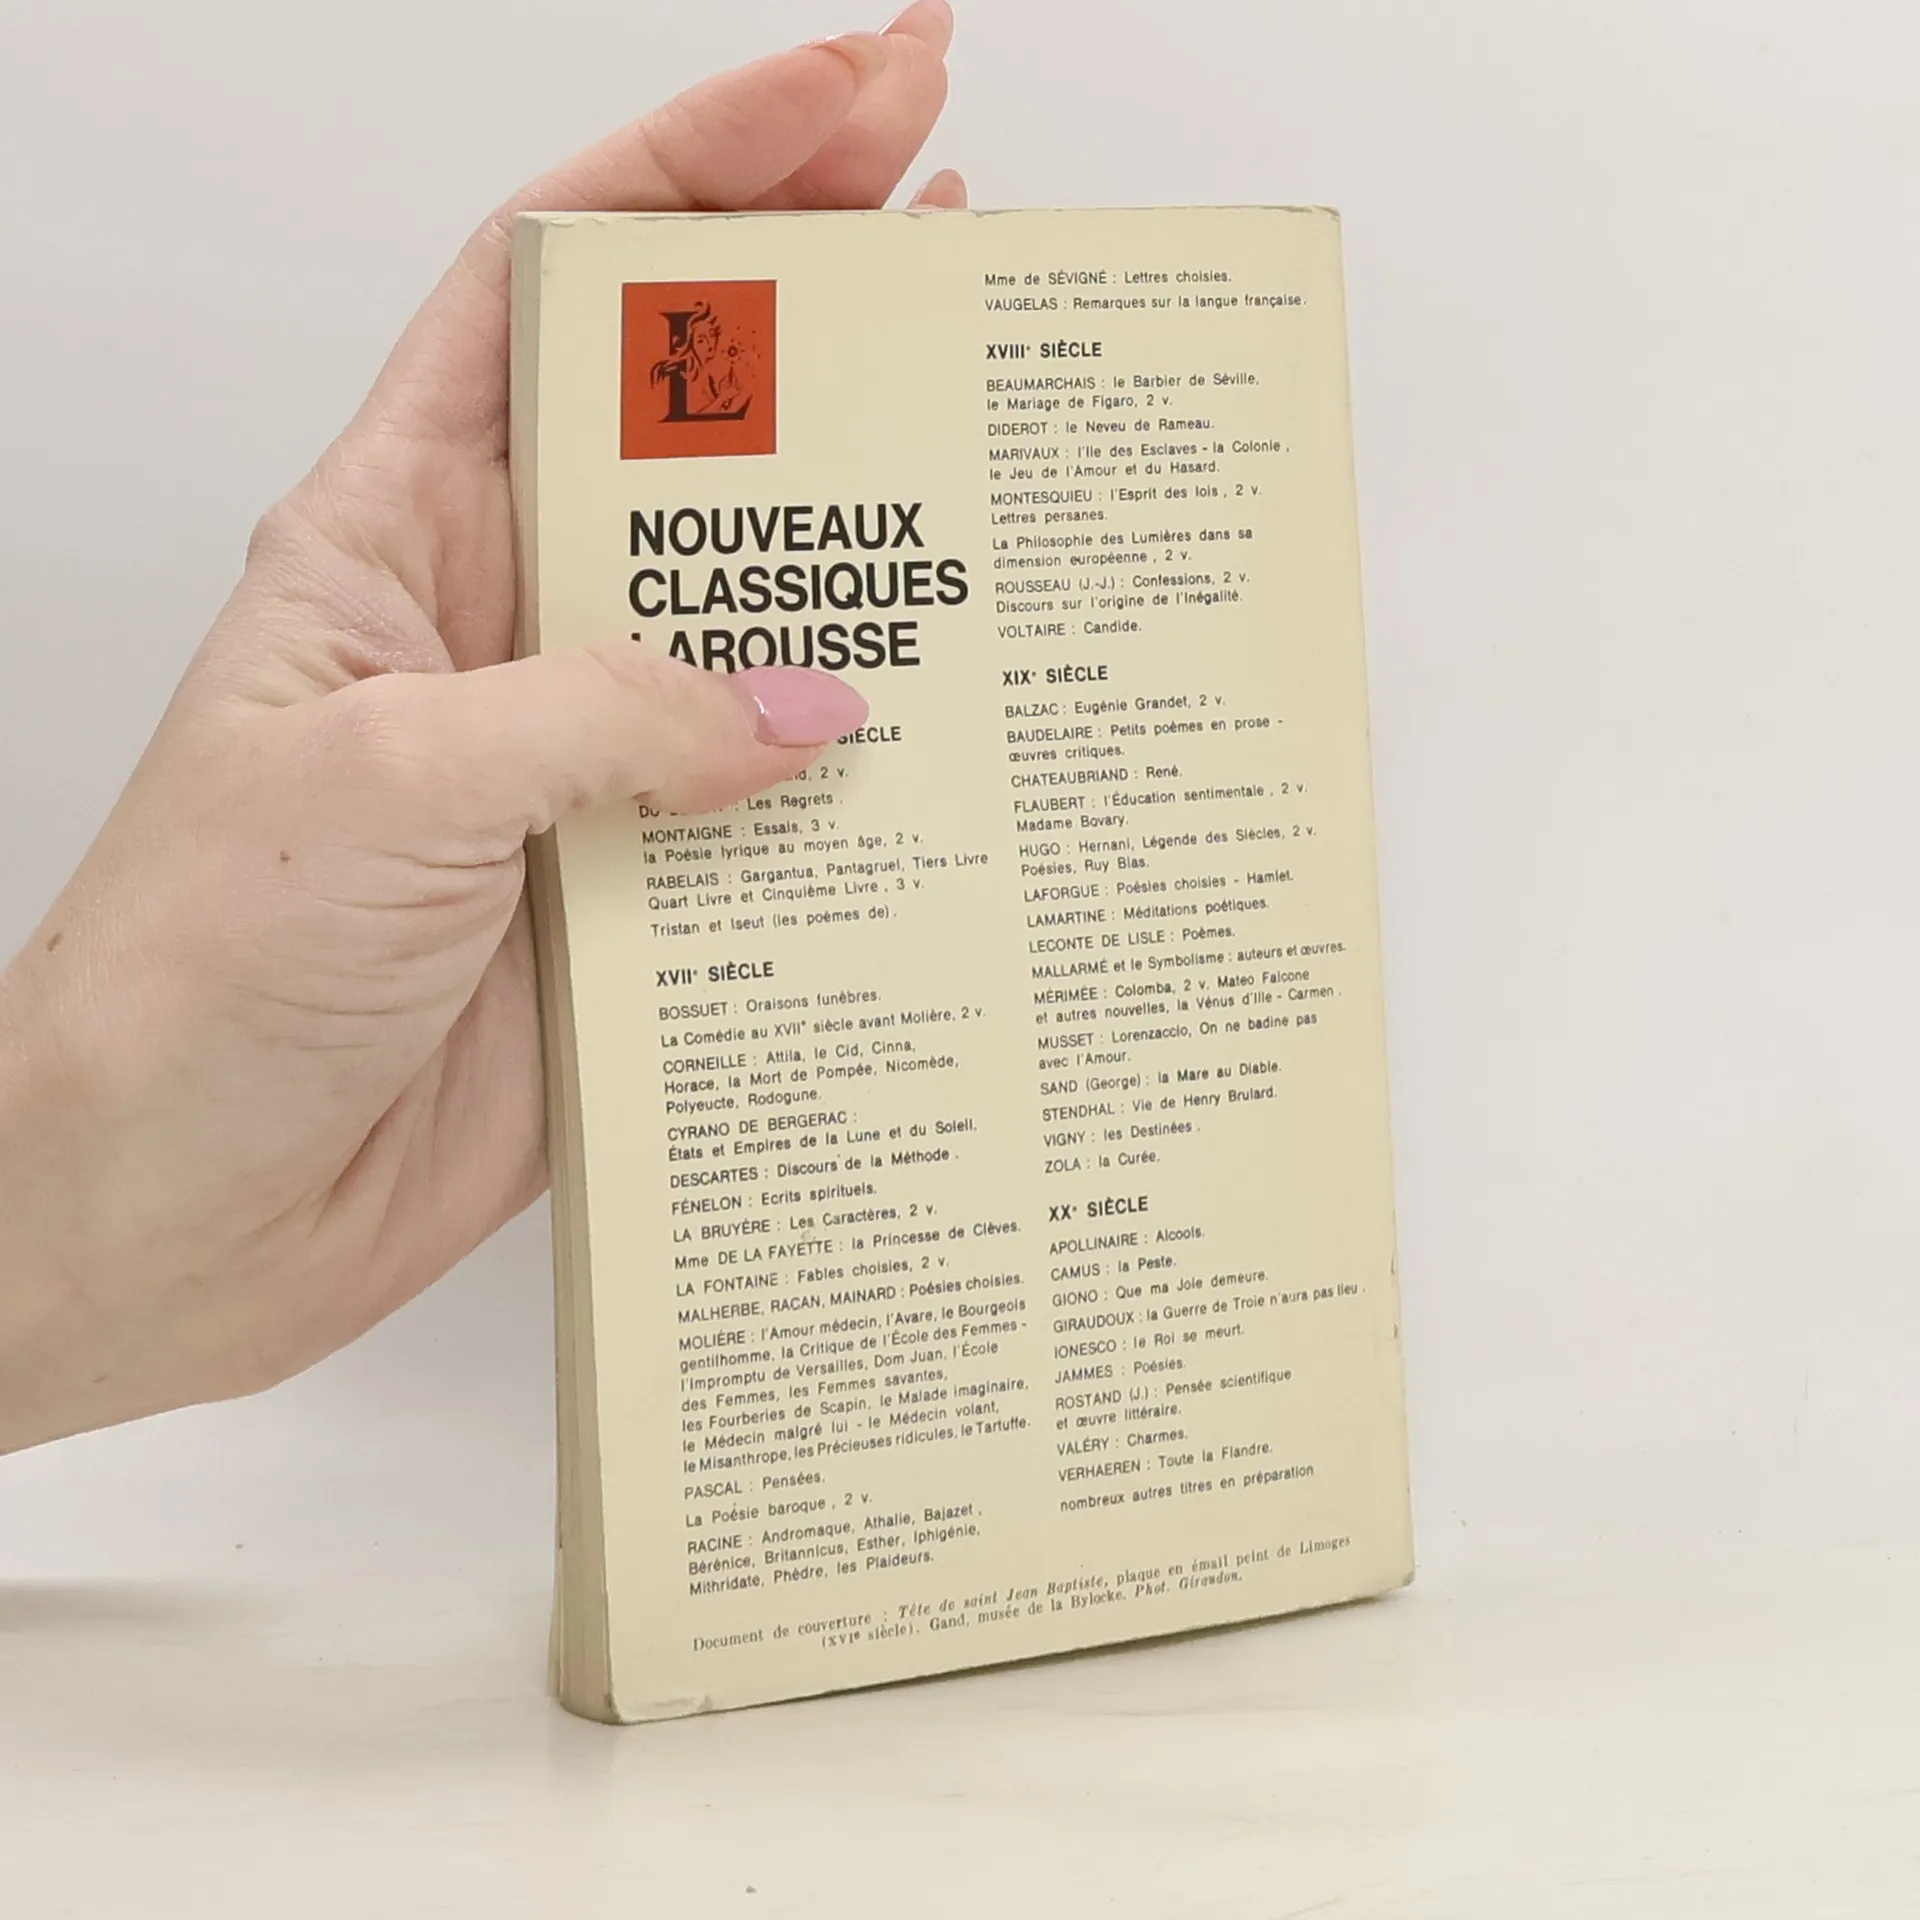 L
NOUVEAUX
CLASSIQUES
LAROUSSE
SIÈCLE
2 v.
: Les Regrets .
MONTAIGNE : Essais, 3 v.
la Poésie lyrique au moyen âge, 2 v.
RABELAIS : Gargantua, Pantagruel, Tiers Livre
Quart Livre et Cinquième Livre , 3 v.
Tristan et Iseut (les poèmes de) .
XVIIe SIÈCLE
BOSSUET : Oraisons funèbres.
La Comédie au XVIIe siècle avant Molière, 2 v.
CORNEILLE : Attila, le Cid, Cinna,
Horace, la Mort de Pompée, Nicomède,
Polyeucte, Rodogune.
CYRANO DE BERGERAC :
États et Empires de la Lune et du Soleil.
DESCARTES : Discours de la Méthode .
FÉNELON : Ecrits spirituels.
LA BRUYÈRE : Les Caractères, 2 v.
Mme DE LA FAYETTE : la Princesse de Clèves.
LA FONTAINE : Fables choisies, 2 v.
MALHERBE, RACAN, MAINARD : Poésies choisies.
MOLIÈRE : l'Amour médecin, l'Avare, le Bourgeois
gentilhomme, la Critique de l'École des Femmes -
l'Impromptu de Versailles, Dom Juan, l'École
des Femmes, les Femmes savantes,
les Fourberies de Scapin, le Malade imaginaire,
le Médecin malgré lui - le Médecin volant,
le Misanthrope, les Précieuses ridicules, le Tartuffe.
PASCAL : Pensées.
La Poésie baroque , 2 v.
RACINE : Andromaque, Athalie, Bajazet ,
Bérénice, Britannicus, Esther, Iphigénie,
Mithridate, Phèdre, les Plaideurs.
Mme de SÉVIGNÉ : Lettres choisies.
VAUGELAS : Remarques sur la langue française.
XVIIIe SIÈCLE
BEAUMARCHAIS : le Barbier de Séville,
le Mariage de Figaro, 2 v.
DIDEROT : le Neveu de Rameau.
MARIVAUX : l'Ile des Esclaves - la Colonie ,
le Jeu de l'Amour et du Hasard.
MONTESQUIEU : l'Esprit des lois , 2 v.
Lettres persanes.
La Philosophie des Lumières dans sa
dimension européenne , 2 v.
ROUSSEAU (J.-J.) : Confessions, 2 v.
Discours sur l'origine de l'Inégalité.
VOLTAIRE : Candide.
XIXe SIÈCLE
BALZAC : Eugénie Grandet, 2 v.
BAUDELAIRE : Petits poèmes en prose -
œuvres critiques.
CHATEAUBRIAND : René.
FLAUBERT : l'Éducation sentimentale , 2 v.
Madame Bovary.
HUGO : Hernani, Légende des Siècles, 2 v.
Poésies, Ruy Blas.
LAFORGUE : Poésies choisies - Hamlet.
LAMARTINE : Méditations poétiques.
LECONTE DE LISLE : Poèmes.
MALLARMÉ et le Symbolisme : auteurs et œuvres.
MÉRIMÉE : Colomba, 2 v. Mateo Falcone
et autres nouvelles, la Vénus d'Ille - Carmen .
MUSSET : Lorenzaccio, On ne badine pas
avec l'Amour.
SAND (George) : la Mare au Diable.
STENDHAL : Vie de Henry Brulard.
VIGNY : les Destinées .
ZOLA : la Curée.
XXe SIÈCLE
APOLLINAIRE : Alcools.
CAMUS : la Peste.
GIONO : Que ma Joie demeure.
GIRAUDOUX : la Guerre de Troie n'aura pas lieu .
IONESCO : le Roi se meurt.
JAMMES : Poésies.
ROSTAND (J.) : Pensée scientifique
et œuvre littéraire.
VALÉRY : Charmes.
VERHAEREN : Toute la Flandre.
nombreux autres titres en préparation
Document de couverture : Tête de saint Jean Baptiste, plaque en émail peint de Limoges
(XVIe siècle). Gand, musée de la Bylocke. Phot. Giraudon.